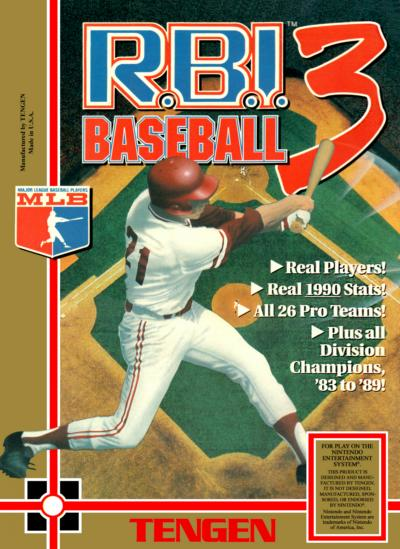 Manufactured by TENGEN
Made in U.S.A.
R.B.I.™ 3
BASEBALL
MAJOR LEAGUE BASEBALL PLAYERS
MLB
21
▶ Real Players!
▶ Real 1990 Stats!
▶ All 26 Pro Teams!
▶ Plus all
Division
Champions,
'83 to '89!
FOR PLAY ON THE
NINTENDO
ENTERTAINMENT
SYSTEM®.
THIS PRODUCT IS
DESIGNED AND MANU-
FACTURED BY TENGEN.
IT IS NOT DESIGNED,
MANUFACTURED, SPON-
SORED, OR ENDORSED
BY NINTENDO.
Nintendo and Nintendo
Entertainment System are
trademarks of Nintendo
of America, Inc.
TENGEN